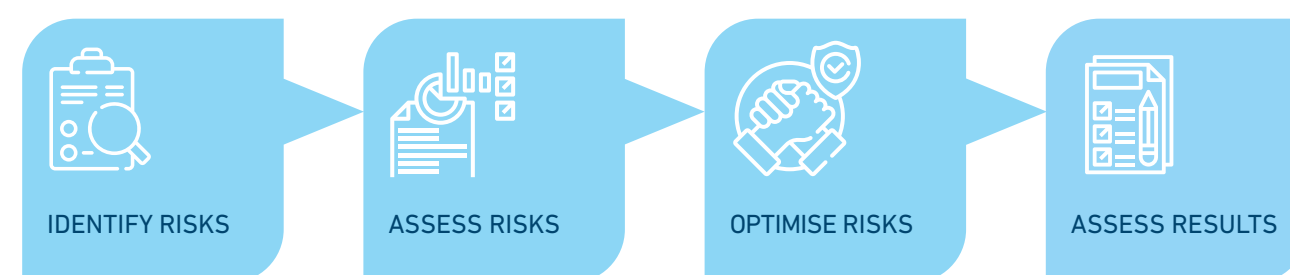 IDENTIFY RISKS
ASSESS RISKS
OPTIMISE RISKS
ASSESS RESULTS